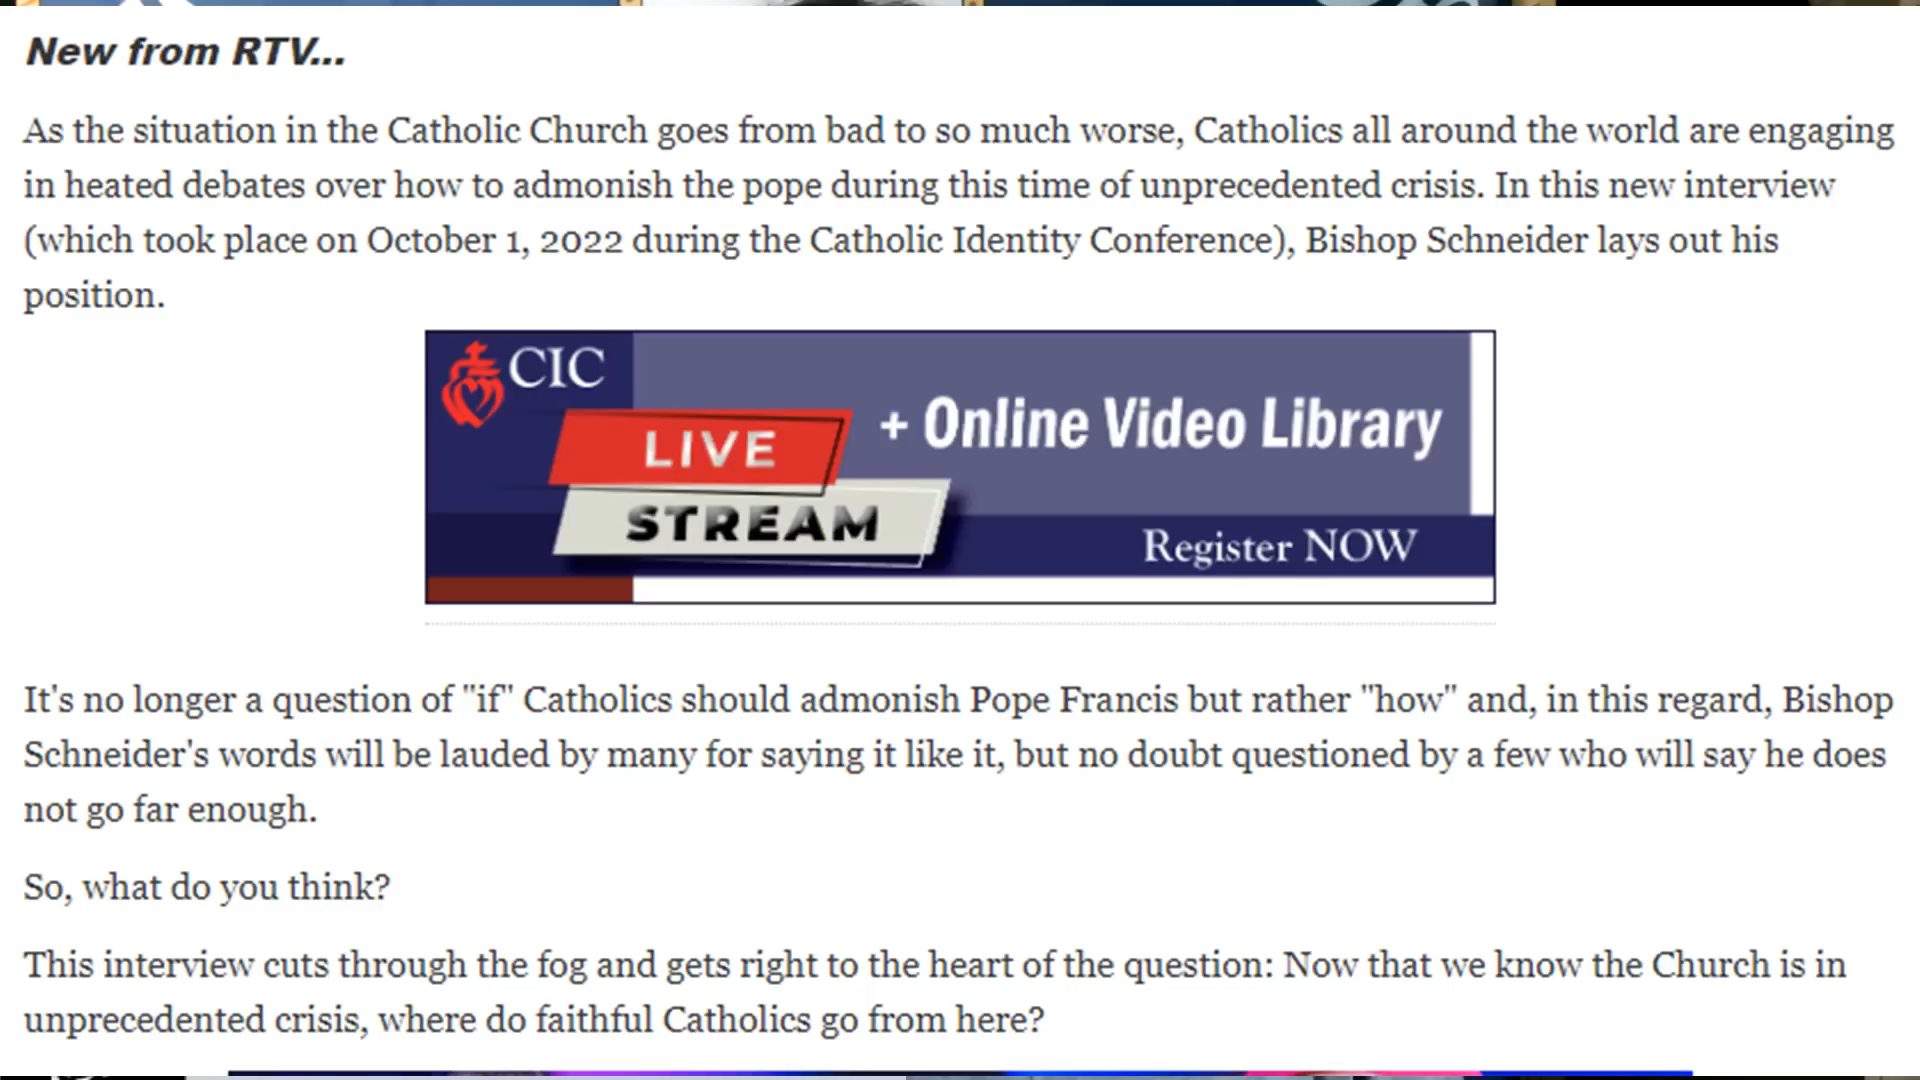 New from RTV...
As the situation in the Catholic Church goes from bad to so much worse, Catholics all around the world are engaging
in heated debates over how to admonish the pope during this time of unprecedented crisis. In this new interview
(which took place on October 1, 2022 during the Catholic Identity Conference), Bishop Schneider lays out his
position.
CIC
LIVE
STREAM
+ Online Video Library
Register NOW
It's no longer a question of "if" Catholics should admonish Pope Francis but rather "how" and, in this regard, Bishop
Schneider's words will be lauded by many for saying it like it, but no doubt questioned by a few who will say he does
not go far enough.
So, what do you think?
This interview cuts through the fog and gets right to the heart of the question: Now that we know the Church is in
unprecedented crisis, where do faithful Catholics go from here?